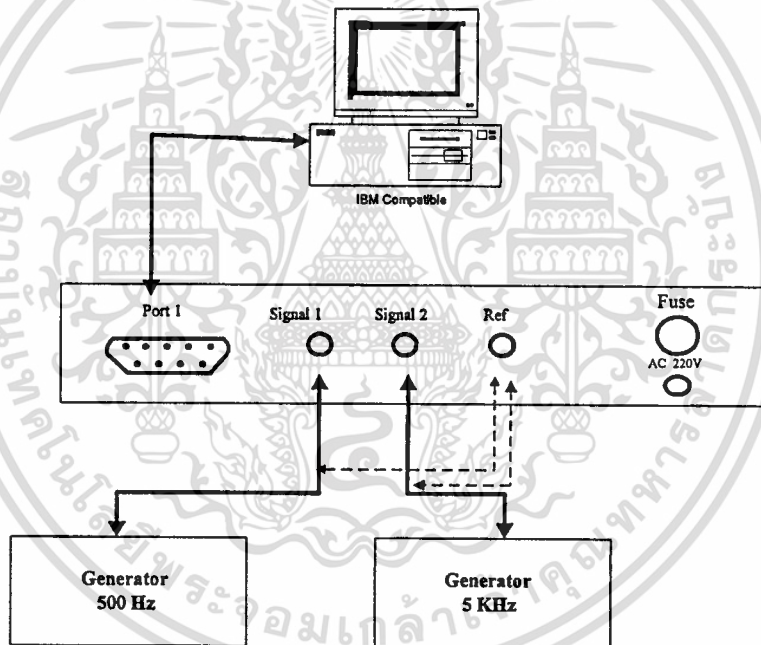 IBM Compatible
Port 1
Signal 1
Signal 2
Ref
Fuse
AC 220V
Generator
500 Hz
Generator
5 KHz